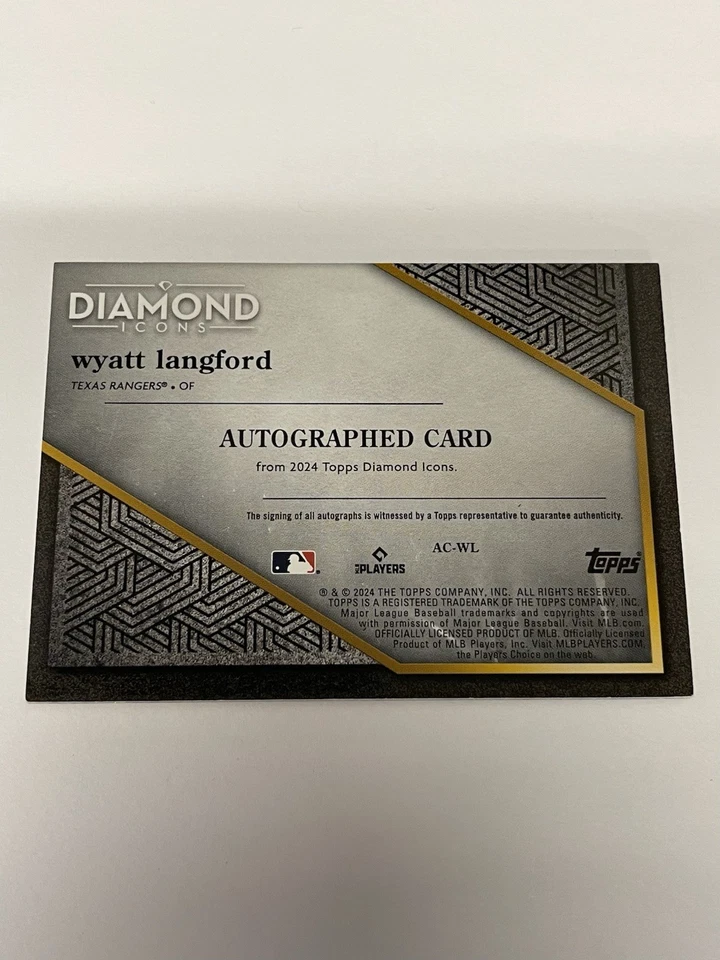 DIAMOND
ICONS
wyatt langford
TEXAS RANGERS® • OF
AUTOGRAPHED CARD
from 2024 Topps Diamond Icons.
The signing of all autographs is witnessed by a Topps representative to guarantee authenticity.
MLB PLAYERS
AC-WL
topps®
® & © 2024 THE TOPPS COMPANY, INC. ALL RIGHTS RESERVED.
TOPPS IS A REGISTERED TRADEMARK OF THE TOPPS COMPANY, INC.
Major League Baseball trademarks and copyrights are used
with permission of Major League Baseball. Visit MLB.com.
OFFICIALLY LICENSED PRODUCT OF MLB. Officially Licensed
Product of MLB Players, Inc. Visit MLBPLAYERS.COM,
the Players Choice on the web.